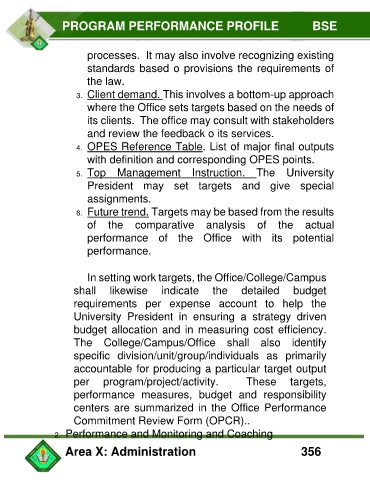 PROGRAM PERFORMANCE PROFILE BSE
processes. It may also involve recognizing existing
standards based o provisions the requirements of
the law.
3. Client demand. This involves a bottom-up approach
where the Office sets targets based on the needs of
its clients. The office may consult with stakeholders
and review the feedback o its services.
4. OPES Reference Table. List of major final outputs
with definition and corresponding OPES points.
5. Top Management Instruction. The University
President may set targets and give special
assignments.
6. Future trend. Targets may be based from the results
of the comparative analysis of the actual
performance of the Office with its potential
performance.
In setting work targets, the Office/College/Campus
shall likewise indicate the detailed budget
requirements per expense account to help the
University President in ensuring a strategy driven
budget allocation and in measuring cost efficiency.
The College/Campus/Office shall also identify
specific division/unit/group/individuals as primarily
accountable for producing a particular target output
per program/project/activity. These targets,
performance measures, budget and responsibility
centers are summarized in the Office Performance
Commitment Review Form (OPCR)..
2. Performance and Monitoring and Coaching
Area X: Administration 356